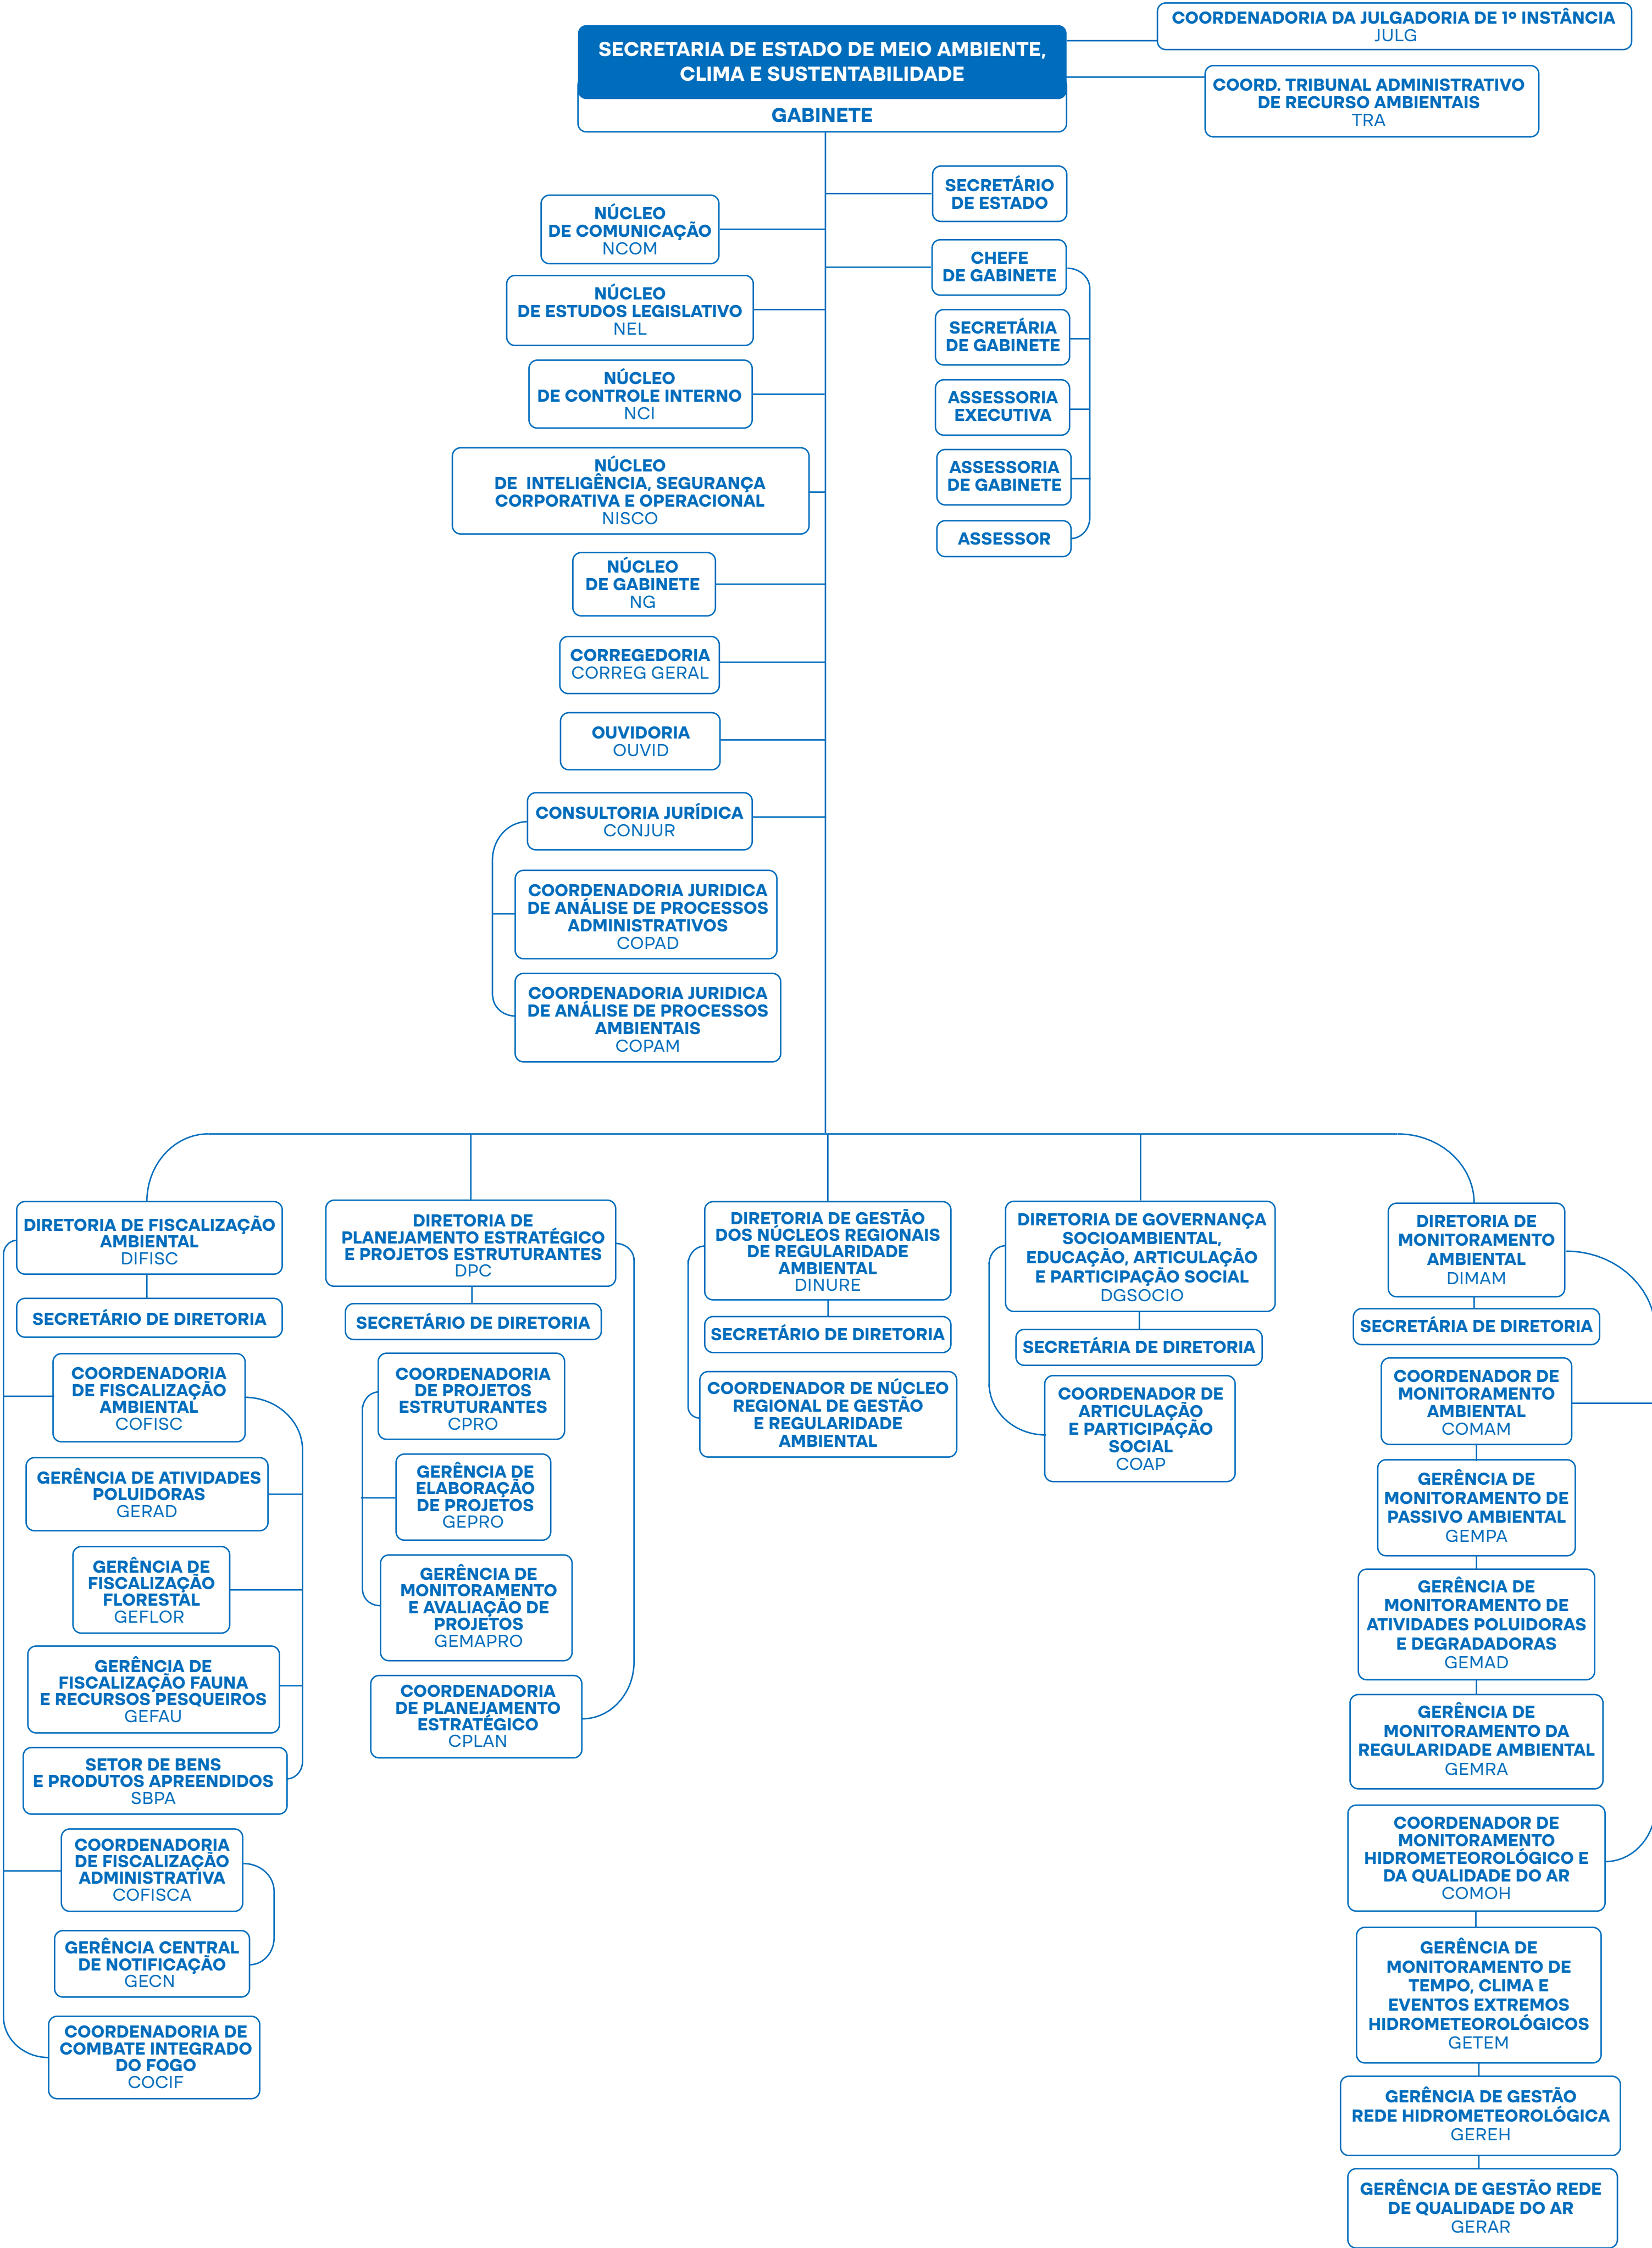 SECRETARIA DE ESTADO DE MEIO AMBIENTE,
CLIMA E SUSTENTABILIDADE
GABINETE
COORDENADORIA DA JULGADORIA DE 1º INSTÂNCIA
JULG
COORD. TRIBUNAL ADMINISTRATIVO
DE RECURSO AMBIENTAIS
TRA
SECRETÁRIO
DE ESTADO
CHEFE
DE GABINETE
SECRETÁRIA
DE GABINETE
ASSESSORIA
EXECUTIVA
ASSESSORIA
DE GABINETE
ASSESSOR
NÚCLEO
DE COMUNICAÇÃO
NCOM
NÚCLEO
DE ESTUDOS LEGISLATIVO
NEL
NÚCLEO
DE CONTROLE INTERNO
NCI
NÚCLEO
DE INTELIGÊNCIA, SEGURANÇA
CORPORATIVA E OPERACIONAL
NISCO
NÚCLEO
DE GABINETE
NG
CORREGEDORIA
CORREG GERAL
OUVIDORIA
OUVID
CONSULTORIA JURÍDICA
CONJUR
COORDENADORIA JURIDICA
DE ANÁLISE DE PROCESSOS
ADMINISTRATIVOS
COPAD
COORDENADORIA JURIDICA
DE ANÁLISE DE PROCESSOS
AMBIENTAIS
COPAM
DIRETORIA DE FISCALIZAÇÃO
AMBIENTAL
DIFISC
SECRETÁRIO DE DIRETORIA
COORDENADORIA
DE FISCALIZAÇÃO
AMBIENTAL
COFISC
GERÊNCIA DE ATIVIDADES
POLUIDORAS
GERAD
GERÊNCIA DE
FISCALIZAÇÃO
FLORESTAL
GEFLOR
GERÊNCIA DE
FISCALIZAÇÃO FAUNA
E RECURSOS PESQUEIROS
GEFAU
SETOR DE BENS
E PRODUTOS APREENDIDOS
SBPA
COORDENADORIA
DE FISCALIZAÇÃO
ADMINISTRATIVA
COFISCA
GERÊNCIA CENTRAL
DE NOTIFICAÇÃO
GECN
COORDENADORIA DE
COMBATE INTEGRADO
DO FOGO
COCIF
DIRETORIA DE
PLANEJAMENTO ESTRATÉGICO
E PROJETOS ESTRUTURANTES
DPC
SECRETÁRIO DE DIRETORIA
COORDENADORIA
DE PROJETOS
ESTRUTURANTES
CPRO
GERÊNCIA DE
ELABORAÇÃO
DE PROJETOS
GEPRO
GERÊNCIA DE
MONITORAMENTO
E AVALIAÇÃO DE
PROJETOS
GEMAPRO
COORDENADORIA
DE PLANEJAMENTO
ESTRATÉGICO
CPLAN
DIRETORIA DE GESTÃO
DOS NÚCLEOS REGIONAIS
DE REGULARIDADE
AMBIENTAL
DINURE
SECRETÁRIO DE DIRETORIA
COORDENADOR DE NÚCLEO
REGIONAL DE GESTÃO
E REGULARIDADE
AMBIENTAL
DIRETORIA DE GOVERNANÇA
SOCIOAMBIENTAL,
EDUCAÇÃO, ARTICULAÇÃO
E PARTICIPAÇÃO SOCIAL
DGSOCIO
SECRETÁRIA DE DIRETORIA
COORDENADOR DE
ARTICULAÇÃO
E PARTICIPAÇÃO
SOCIAL
COAP
DIRETORIA DE
MONITORAMENTO
AMBIENTAL
DIMAM
SECRETÁRIA DE DIRETORIA
COORDENADOR DE
MONITORAMENTO
AMBIENTAL
COMAM
GERÊNCIA DE
MONITORAMENTO DE
PASSIVO AMBIENTAL
GEMPA
GERÊNCIA DE
MONITORAMENTO DE
ATIVIDADES POLUIDORAS
E DEGRADADORAS
GEMAD
GERÊNCIA DE
MONITORAMENTO DA
REGULARIDADE AMBIENTAL
GEMRA
COORDENADOR DE
MONITORAMENTO
HIDROMETEOROLÓGICO E
DA QUALIDADE DO AR
COMOH
GERÊNCIA DE
MONITORAMENTO DE
TEMPO, CLIMA E
EVENTOS EXTREMOS
HIDROMETEOROLÓGICOS
GETEM
GERÊNCIA DE GESTÃO
REDE HIDROMETEOROLÓGICA
GEREH
GERÊNCIA DE GESTÃO REDE
DE QUALIDADE DO AR
GERAR